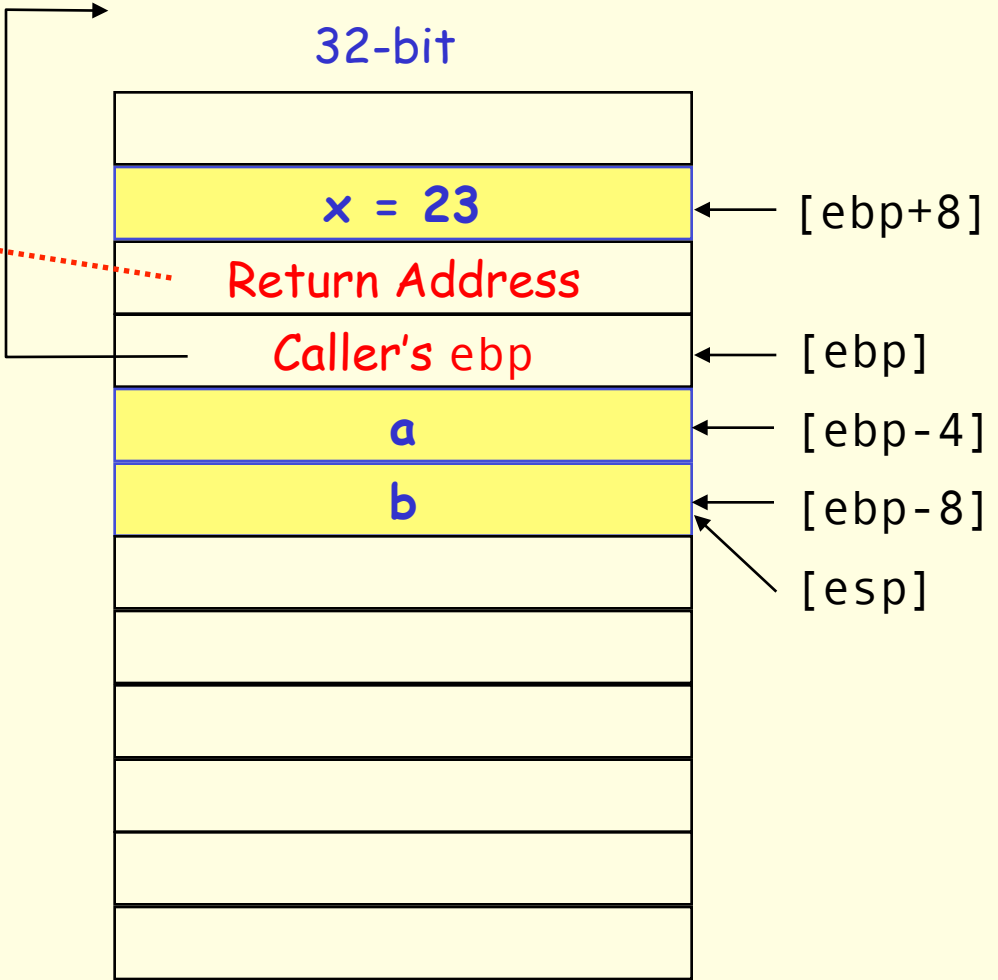 32-bit
x = 23
[ebp+8]
Return Address
Caller's ebp
[ebp]
a
[ebp-4]
b
[ebp-8]
[esp]